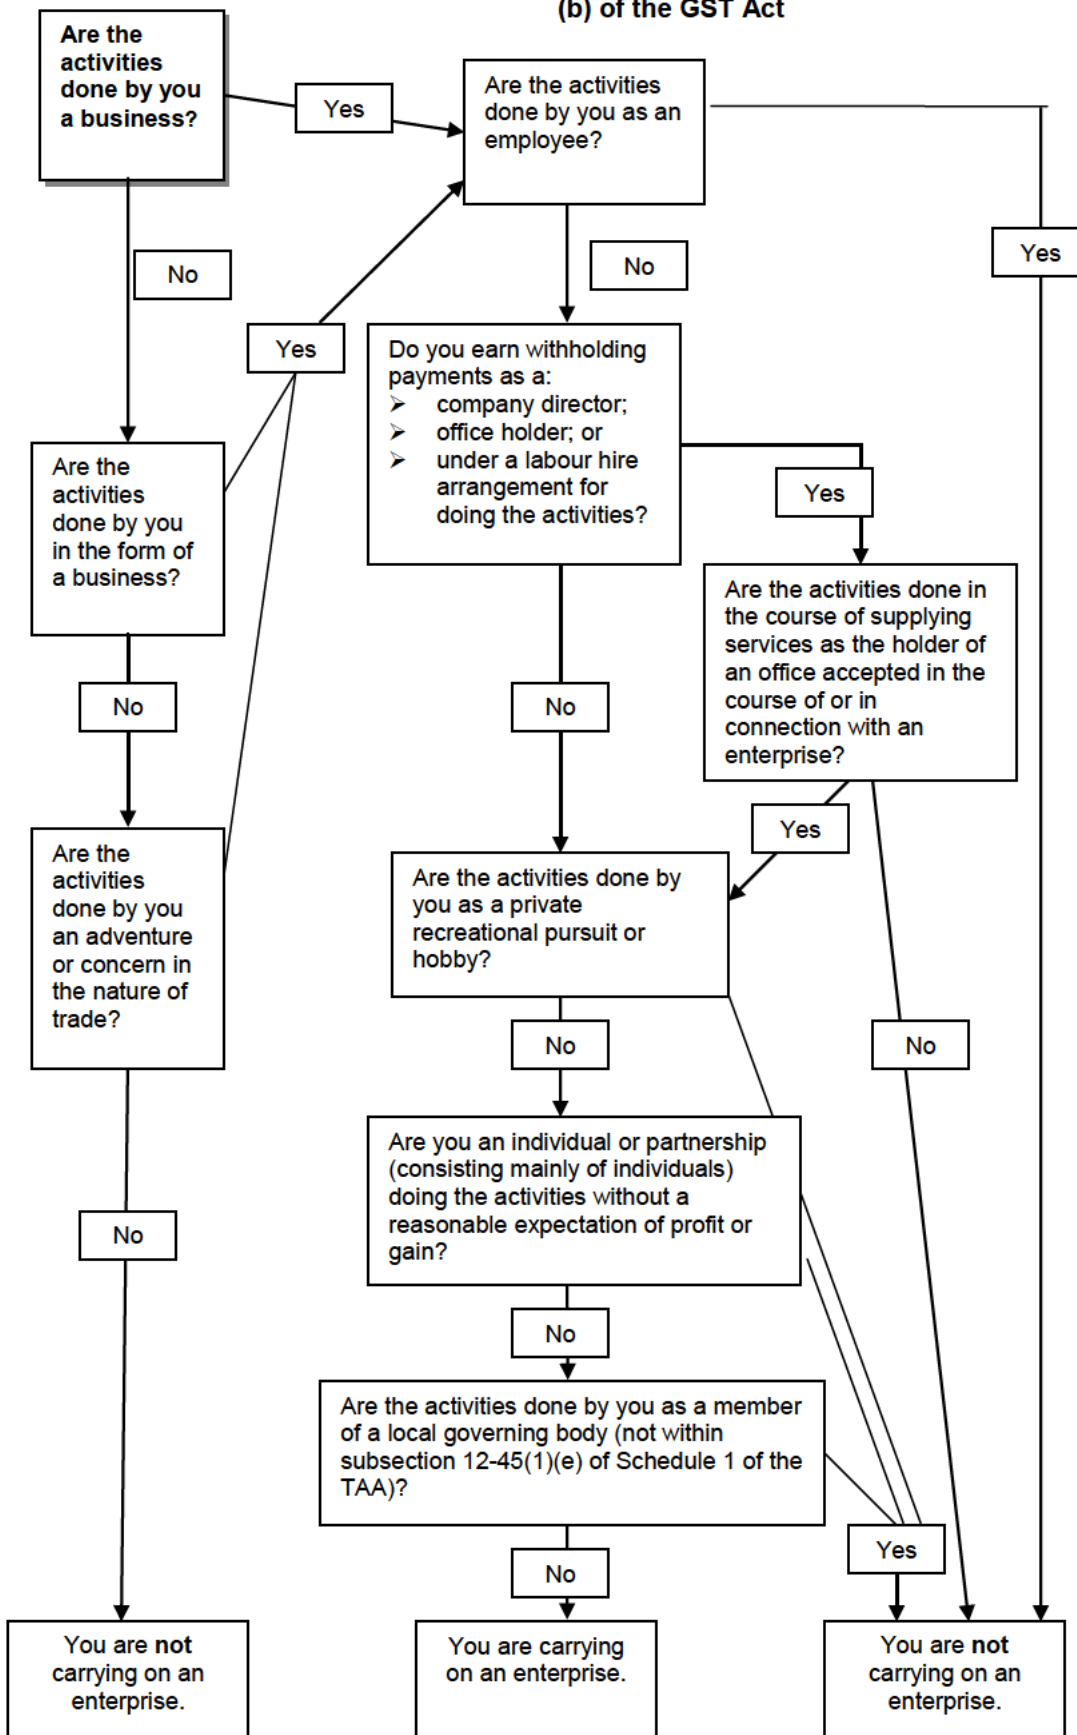 (b) of the GST Act
Are the
activities
done by you
a business?
Yes
Are the activities
done by you as an
employee?
Yes
No
No
Yes
Do you earn withholding
payments as a:
➢ company director;
➢ office holder; or
➢ under a labour hire
arrangement for
doing the activities?
Are the
activities
done by you
in the form of
a business?
Yes
Are the activities done in
the course of supplying
services as the holder of
an office accepted in the
course of or in
connection with an
enterprise?
No
No
Yes
Are the
activities
done by you
an adventure
or concern in
the nature of
trade?
Are the activities done by
you as a private
recreational pursuit or
hobby?
No
No
Are you an individual or partnership
(consisting mainly of individuals)
doing the activities without a
reasonable expectation of profit or
gain?
No
No
Are the activities done by you as a member
of a local governing body (not within
subsection 12-45(1)(e) of Schedule 1 of the
TAA)?
Yes
No
You are not
carrying on an
enterprise.
You are carrying
on an enterprise.
You are not
carrying on an
enterprise.